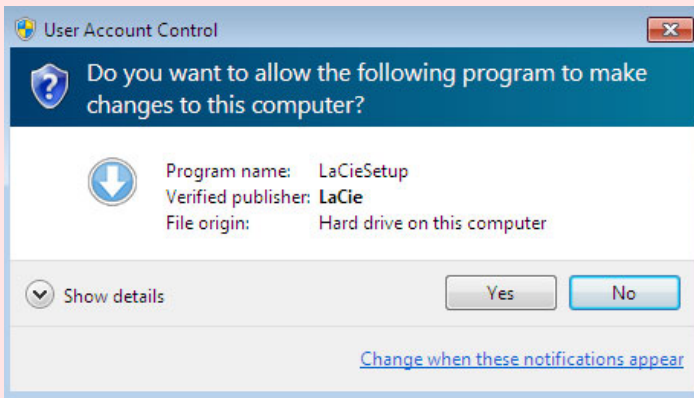 User Account Control
Do you want to allow the following program to make
changes to this computer?
Program name: LaCieSetup
Verified publisher: LaCie
File origin: Hard drive on this computer
Show details
Yes
No
Change when these notifications appear